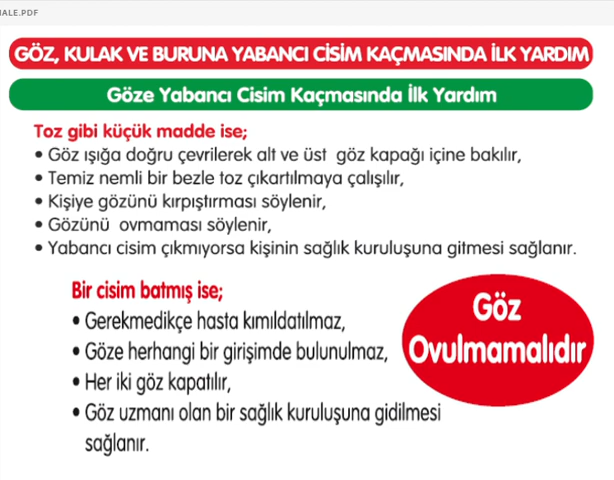 IALE.PDF
GÖZ, KULAK VE BURUNA YABANCI CİSİM KAÇMASINDA İLK YARDIM
Göze Yabancı Cisim Kaçmasında İlk Yardım
Toz gibi küçük madde ise;
• Göz ışığa doğru çevrilerek alt ve üst göz kapağı içine bakılır,
• Temiz nemli bir bezle toz çıkartılmaya çalışılır,
• Kişiye gözünü kırpıştırması söylenir,
• Gözünü ovmaması söylenir,
• Yabancı cisim çıkmıyorsa kişinin sağlık kuruluşuna gitmesi sağlanır.
Bir cisim batmış ise;
• Gerekmedikçe hasta kımıldatılmaz,
• Göze herhangi bir girişimde bulunulmaz,
• Her iki göz kapatılır,
• Göz uzmanı olan bir sağlık kuruluşuna gidilmesi
sağlanır.
Göz
Ovulmamalıdır